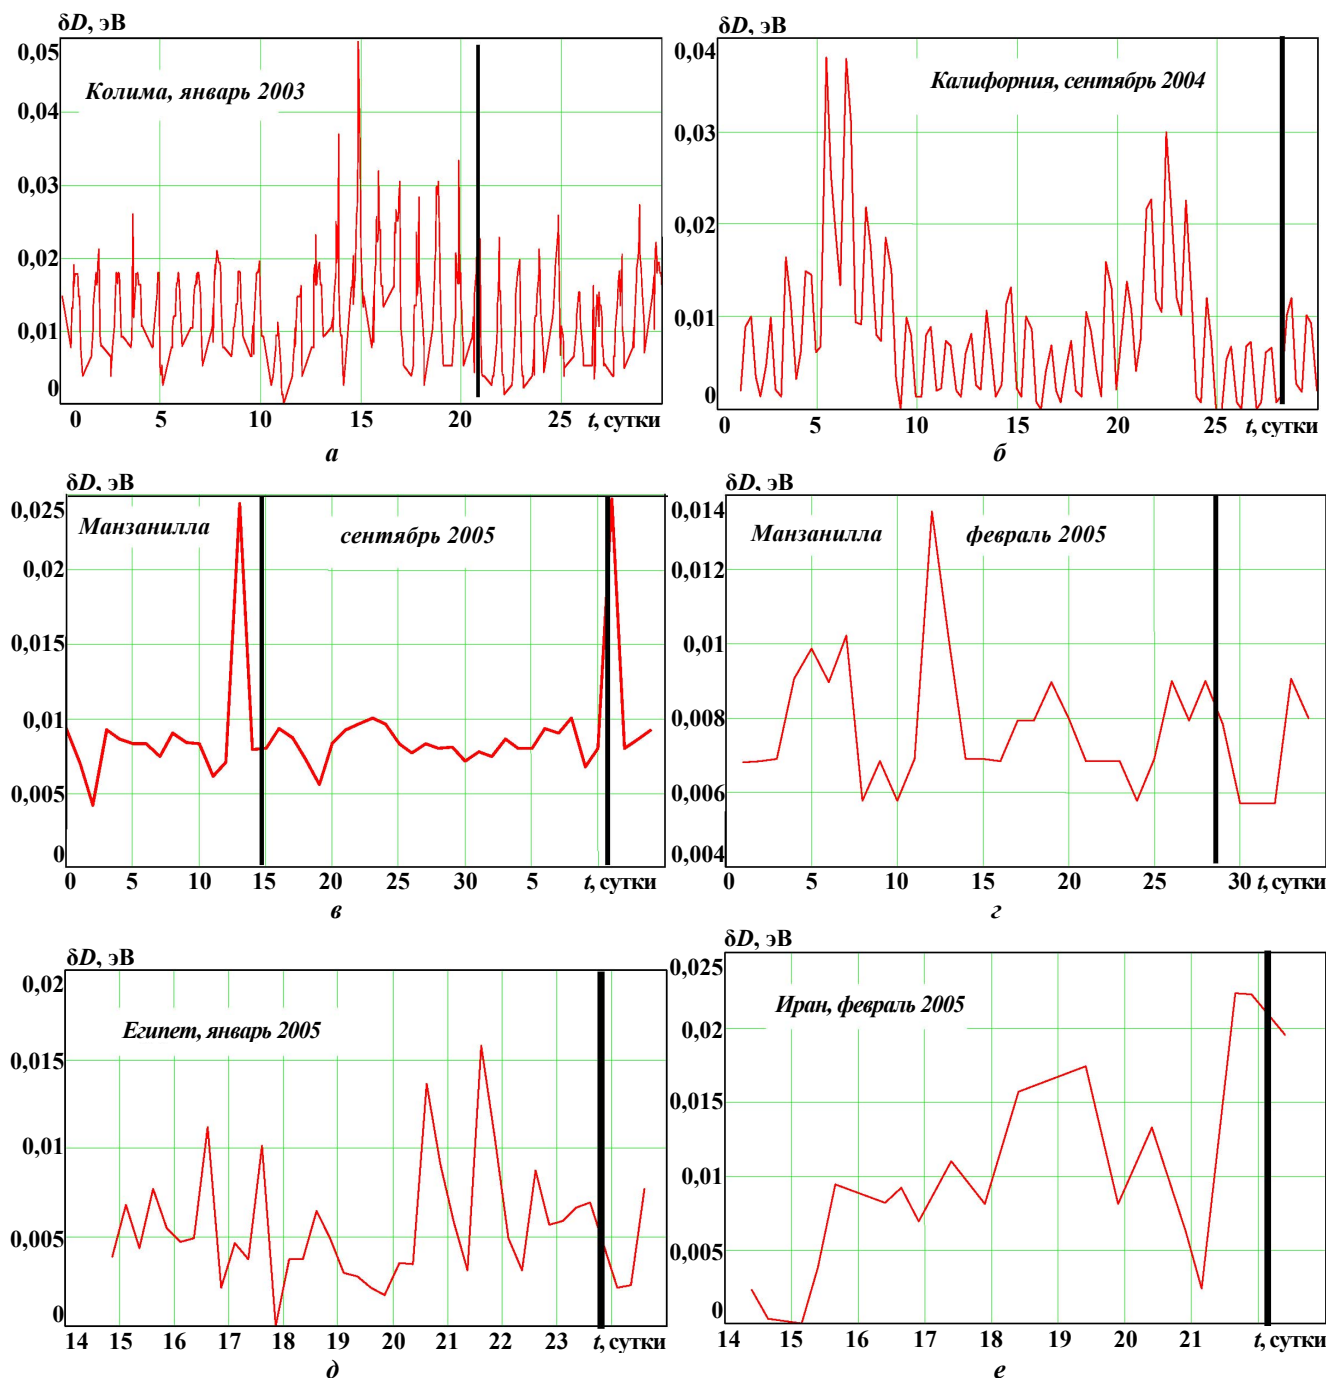 δD, эВ
0,05
0,04
0,03
0,02
0,01
0
Колима, январь 2003
0 5 10 15 20 25 t, сутки
а
δD, эВ
0,04
0,03
0,02
0,01
0
Калифорния, сентябрь 2004
0 5 10 15 20 25 t, сутки
б
δD, эВ
0,025
0,02
0,015
0,01
0,005
0
Манзанилла сентябрь 2005
0 5 10 15 20 25 30 5 t, сутки
в
δD, эВ
0,014
0,012
0,01
0,008
0,006
0,004
Манзанилла февраль 2005
0 5 10 15 20 25 30 t, сутки
г
δD, эВ
0,02
0,015
0,01
0,005
0
Египет, январь 2005
14 15 16 17 18 19 20 21 22 23 t, сутки
д
δD, эВ
0,025
0,02
0,015
0,01
0,005
0
Иран, февраль 2005
14 15 16 17 18 19 20 21 t, сутки
е